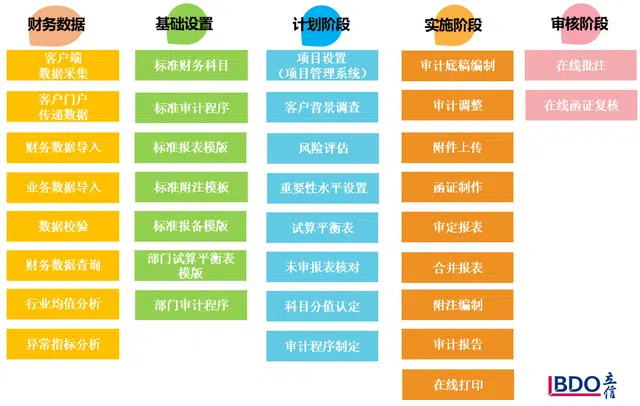 财务数据
客户端
数据采集
客户门户
传递数据
财务数据导入
业务数据导入
数据校验
财务数据查询
行业均值分析
异常指标分析
基础设置
标准财务科目
标准审计程序
标准报表模版
标准附注模板
标准报备模版
部门试算平衡表
模版
部门审计程序
计划阶段
项目设置
（项目管理系统）
客户背景调查
风险评估
重要性水平设置
试算平衡表
未审报表核对
科目分值认定
审计程序制定
实施阶段
审计底稿编制
审计调整
附件上传
函证制作
审定报表
合并报表
附注编制
审计报告
在线打印
审核阶段
在线批注
在线函证复核
BDO 立信